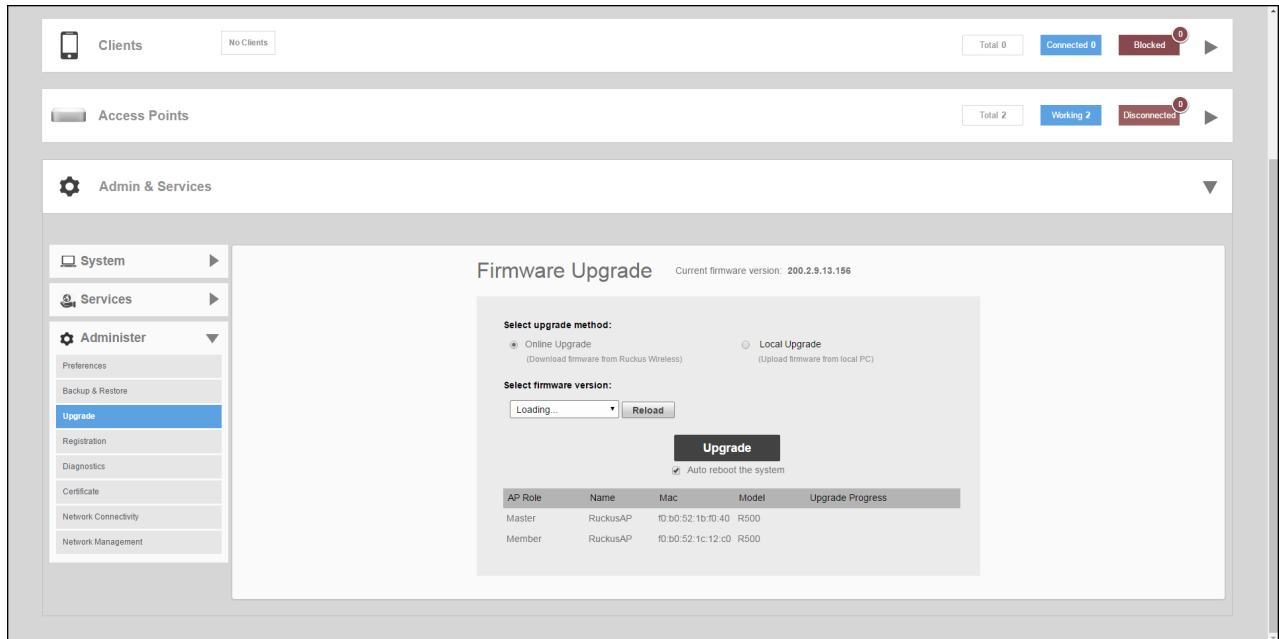 Clients
No Clients
Total 0
Connected 0
Blocked
0
Access Points
Total 2
Working 2
Disconnected
0
Admin & Services
System
Services
Administer
Preferences
Backup & Restore
Upgrade
Registration
Diagnostics
Certificate
Network Connectivity
Network Management
Firmware Upgrade
Current firmware version: 200.2.9.13.156
Select upgrade method:
Online Upgrade
(Download firmware from Ruckus Wireless)
Local Upgrade
(Upload firmware from local PC)
Select firmware version:
Loading...
Reload
Upgrade
Auto reboot the system
AP Role Name Mac Model Upgrade Progress
Master RuckusAP f0:b0:52:1b:f0:40 R500
Member RuckusAP f0:b0:52:1c:12:c0 R500